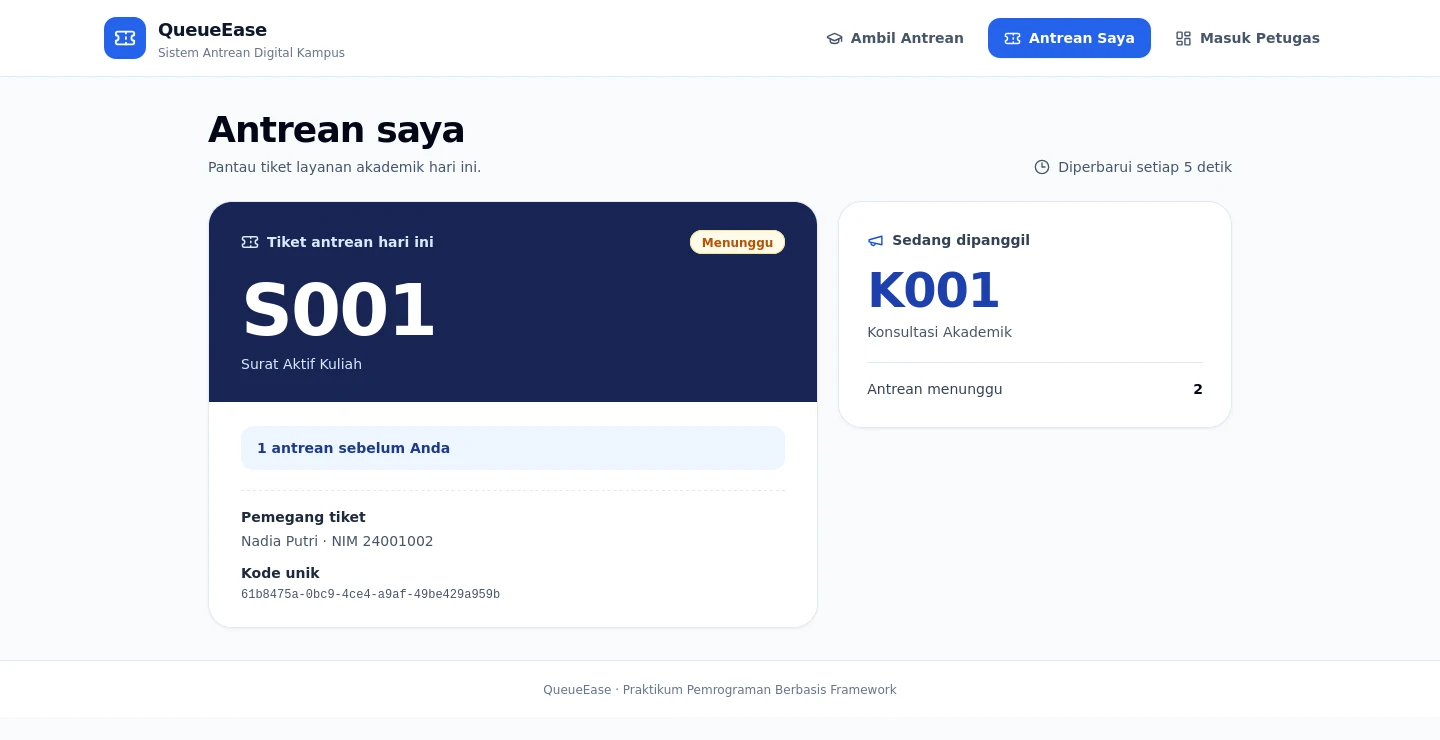 QueueEase
Sistem Antrean Digital Kampus
Ambil Antrean
Antrean Saya
Masuk Petugas
Antrean saya
Pantau tiket layanan akademik hari ini.
Diperbarui setiap 5 detik
Tiket antrean hari ini
Menunggu
S001
Surat Aktif Kuliah
1 antrean sebelum Anda
Pemegang tiket
Nadia Putri · NIM 24001002
Kode unik
61b8475a-0bc9-4ce4-a9af-49be429a959b
Sedang dipanggil
K001
Konsultasi Akademik
Antrean menunggu 2
QueueEase · Praktikum Pemrograman Berbasis Framework